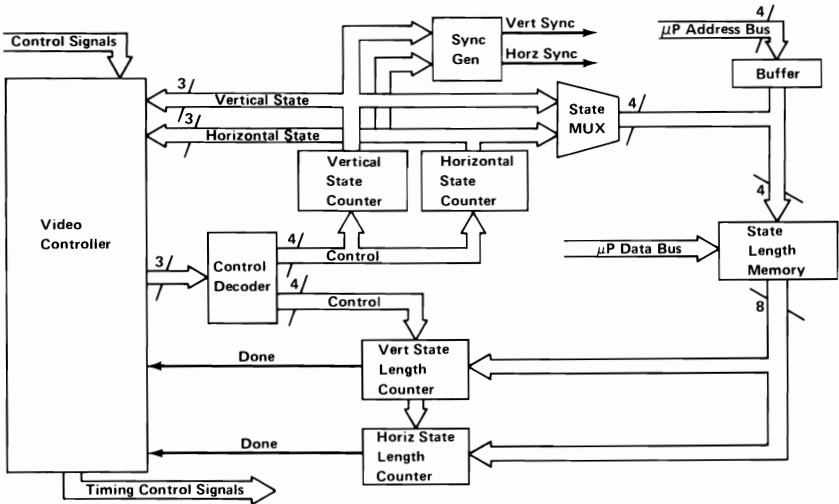 Control Signals
Vert Sync
Horz Sync
Sync
Gen
4/
μP Address Bus
Buffer
3/
Vertical State
3/
Horizontal State
State
MUX
4/
Vertical
State
Counter
Horizontal
State
Counter
4
Video
Controller
State
Length
Memory
μP Data Bus
3/
Control
Decoder
4/
Control
4/
Control
8
Done
Vert State
Length
Counter
Done
Horiz State
Length
Counter
Timing Control Signals